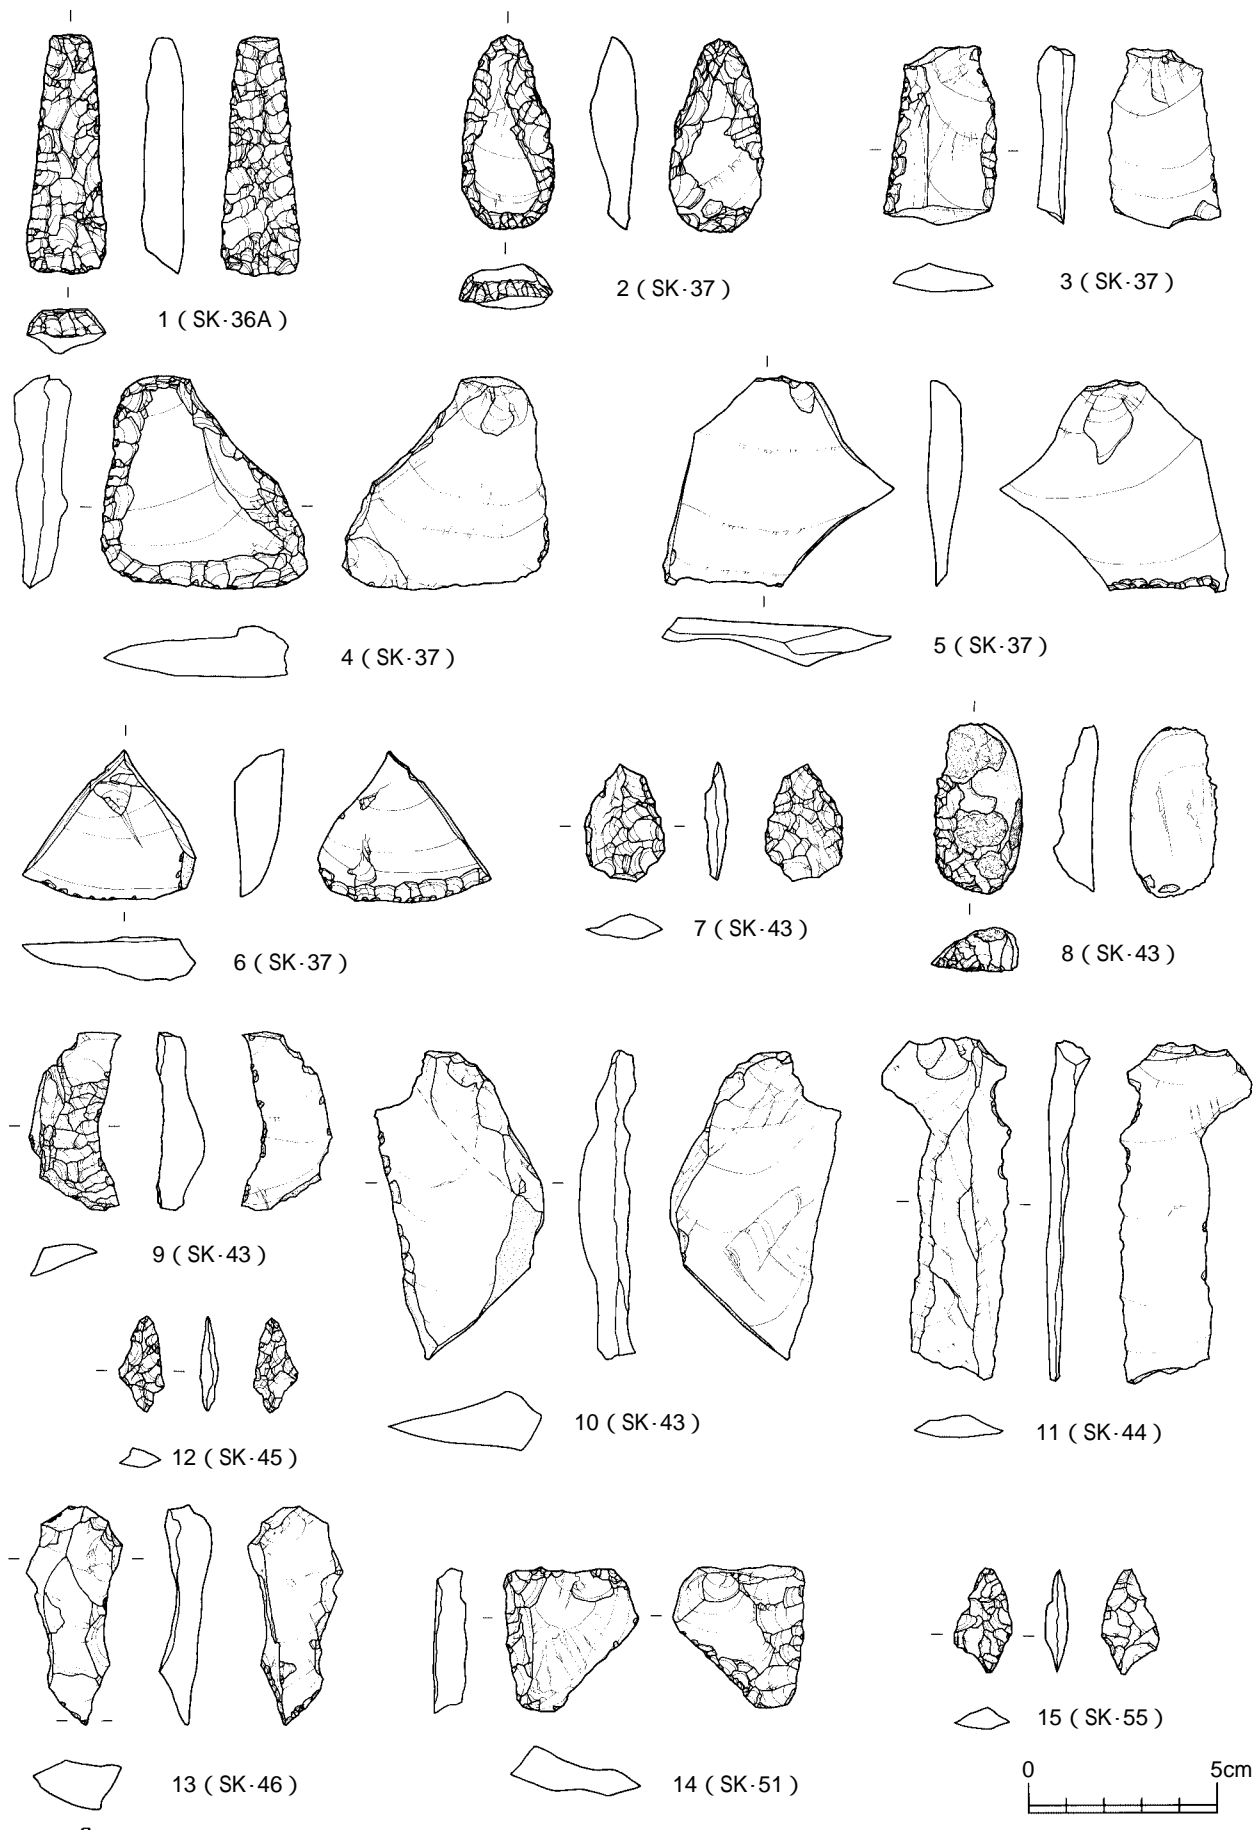 1 ( SK-36A )
2 ( SK-37 )
3 ( SK-37 )
4 ( SK-37 )
5 ( SK-37 )
6 ( SK-37 )
7 ( SK-43 )
8 ( SK-43 )
9 ( SK-43 )
10 ( SK-43 )
11 ( SK-44 )
12 ( SK-45 )
13 ( SK-46 )
14 ( SK-51 )
15 ( SK-55 )
0 5cm